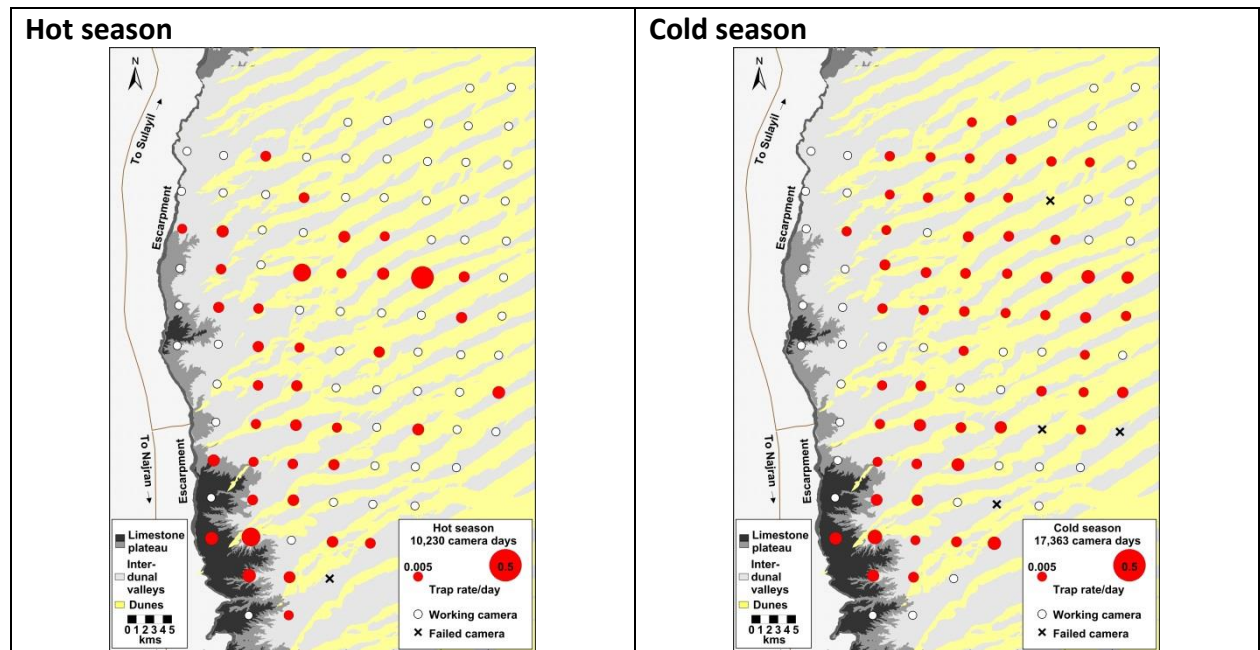 Hot season
N
To Sulayil
Escarpment
Escarpment
To Najran
Limestone
plateau
Inter-
dunal
valleys
Dunes
0 1 2 3 4 5
kms
Hot season
10,230 camera days
0.005
0.5
Trap rate/day
Working camera
Failed camera
Cold season
N
To Sulayil
Escarpment
Escarpment
To Najran
Limestone
plateau
Inter-
dunal
valleys
Dunes
0 1 2 3 4 5
kms
Cold season
17,363 camera days
0.005
0.5
Trap rate/day
Working camera
Failed camera